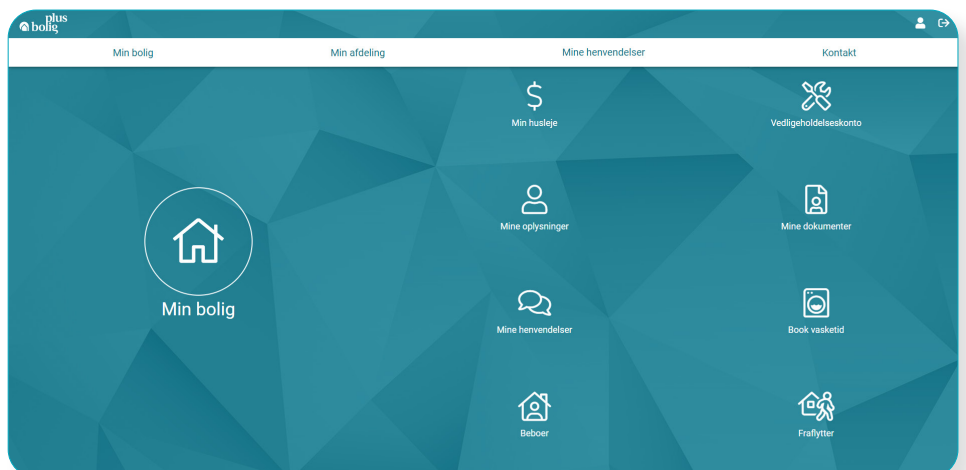 plus
bolig
Min bolig
Min afdeling
Mine henvendelser
Kontakt
Min husleje
Vedligeholdelseskonto
Mine oplysninger
Mine dokumenter
Min bolig
Mine henvendelser
Book vasketid
Beboer
Fraflytter